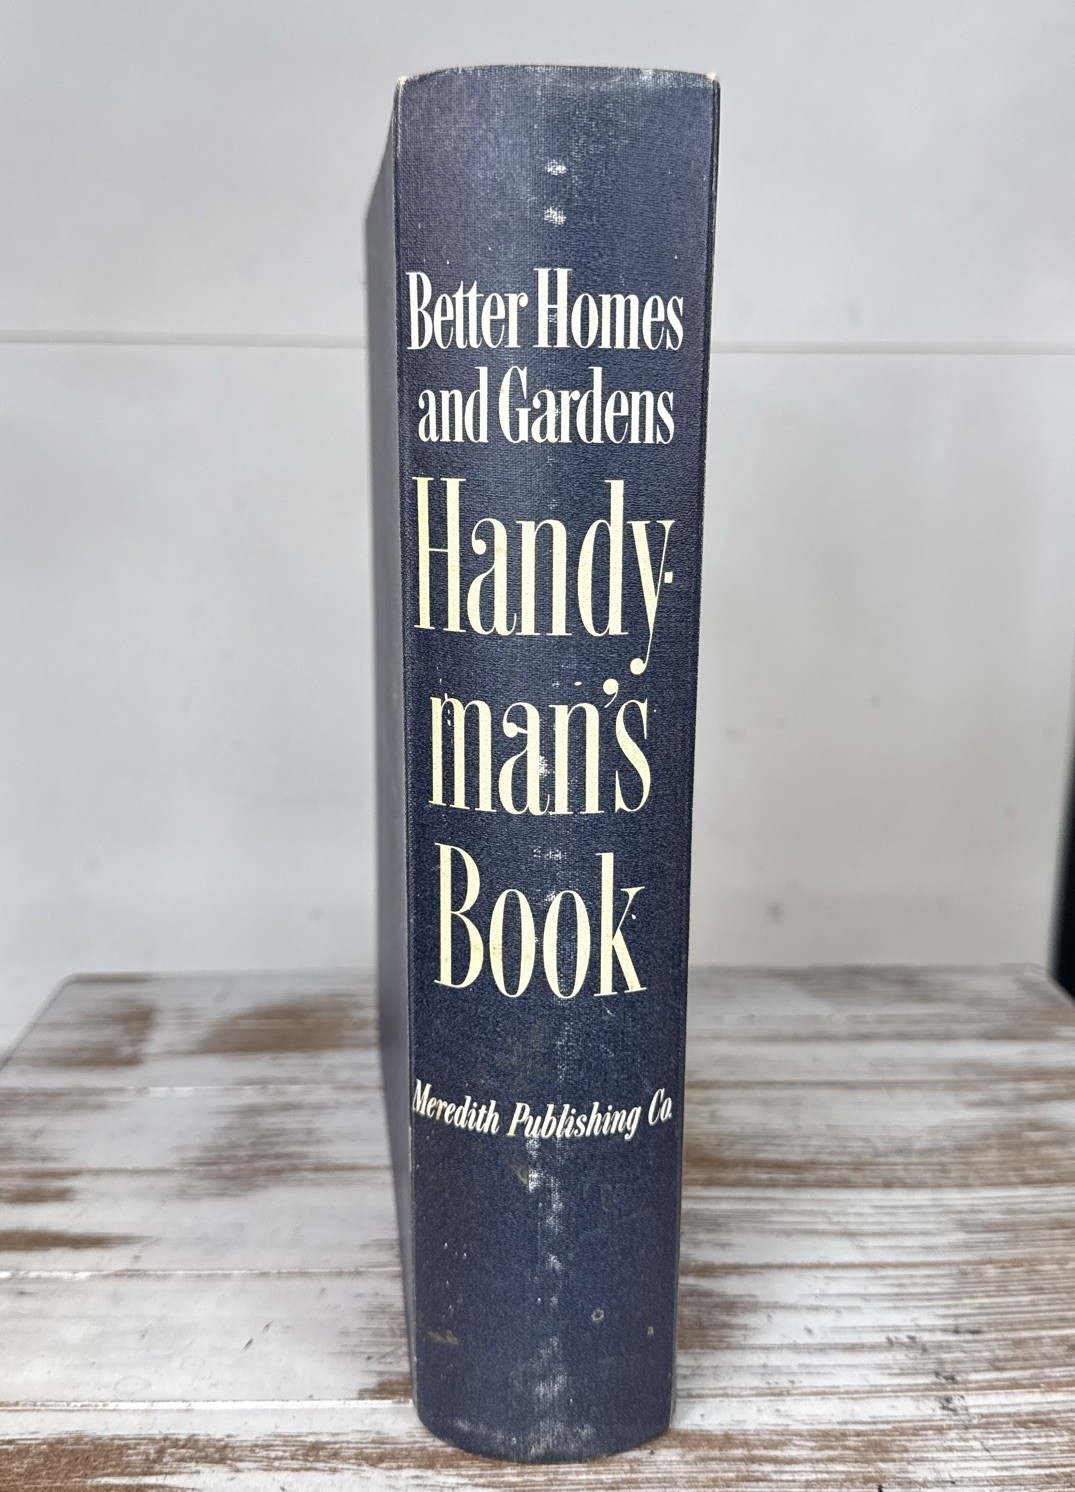 Better Homes
and Gardens
Handy-
man's
Book
Meredith Publishing Co.